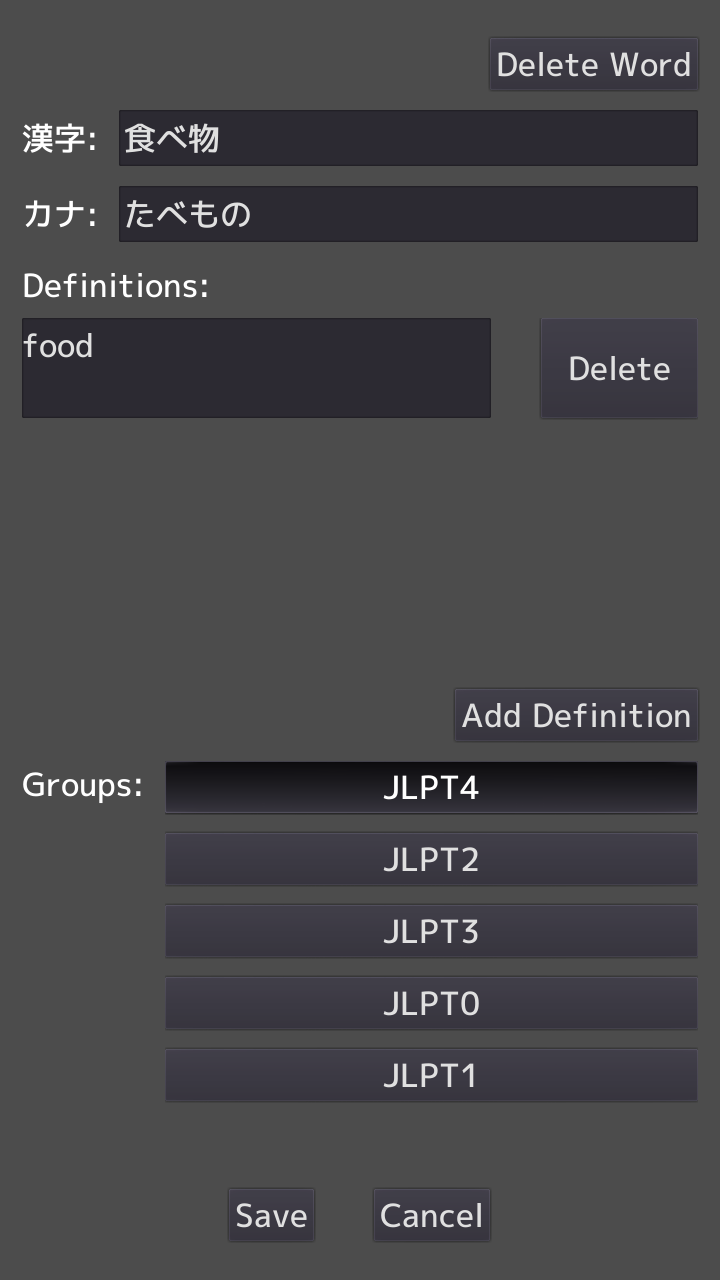 Delete Word
漢字: 食べ物
カナ: たべもの
Definitions:
food
Delete
Add Definition
Groups: JLPT4
JLPT2
JLPT3
JLPT0
JLPT1
Save Cancel